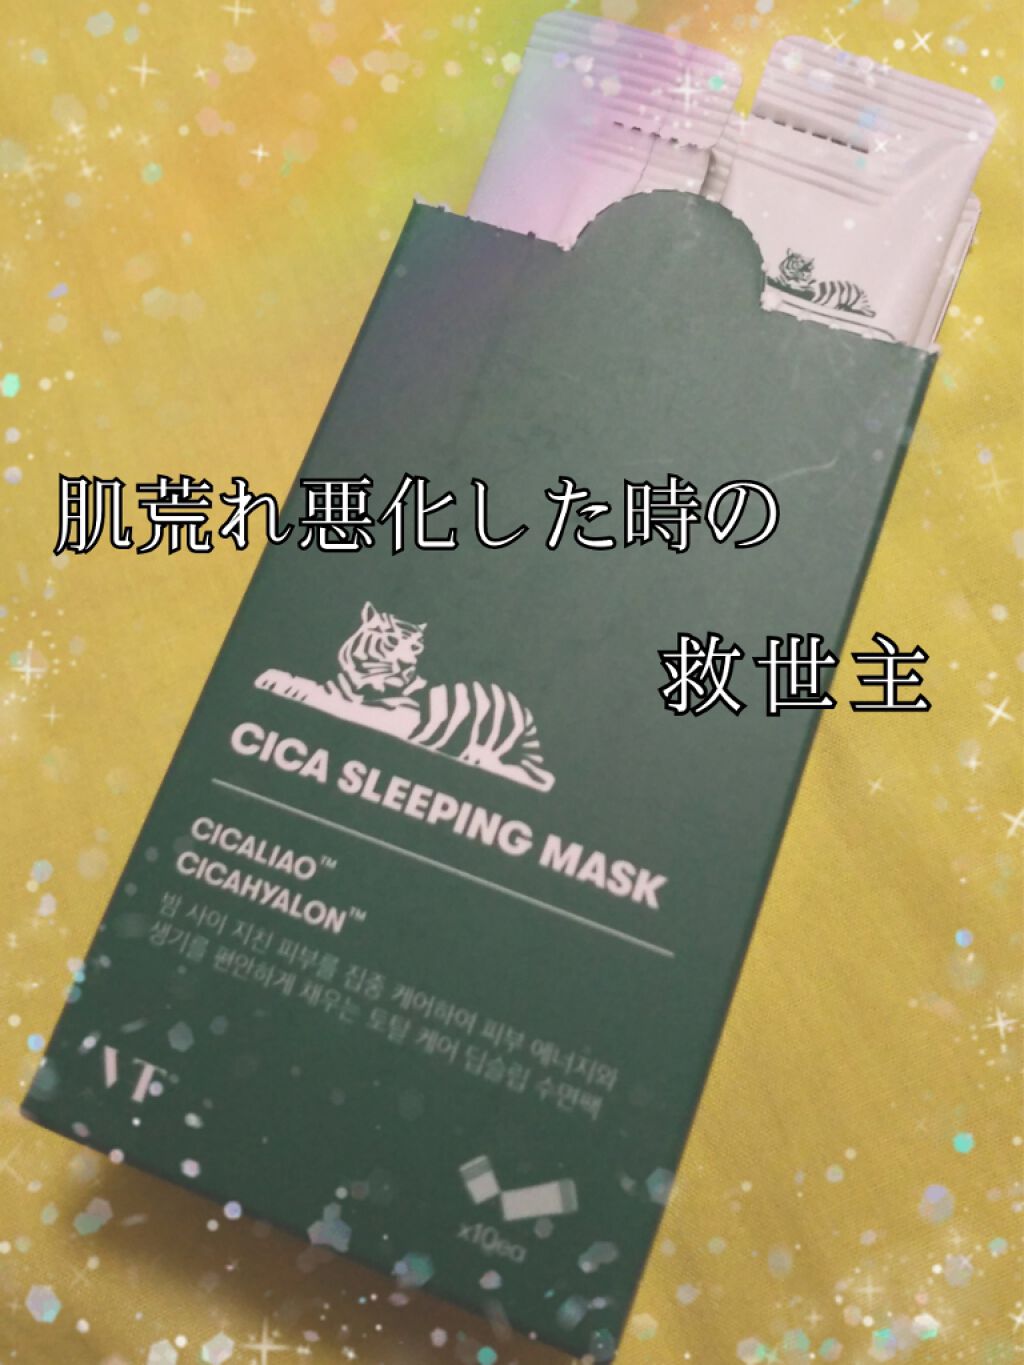 肌荒れ悪化した時の
救世主
CICA SLEEPING MASK
CICALIAO™
CICAHYALON™
밤 사이 지친 피부를 집중 케어하여 피부 에너지와
생기를 편안하게 채우는 토탈 케어 딥슬립 수면팩
VT
x10ea